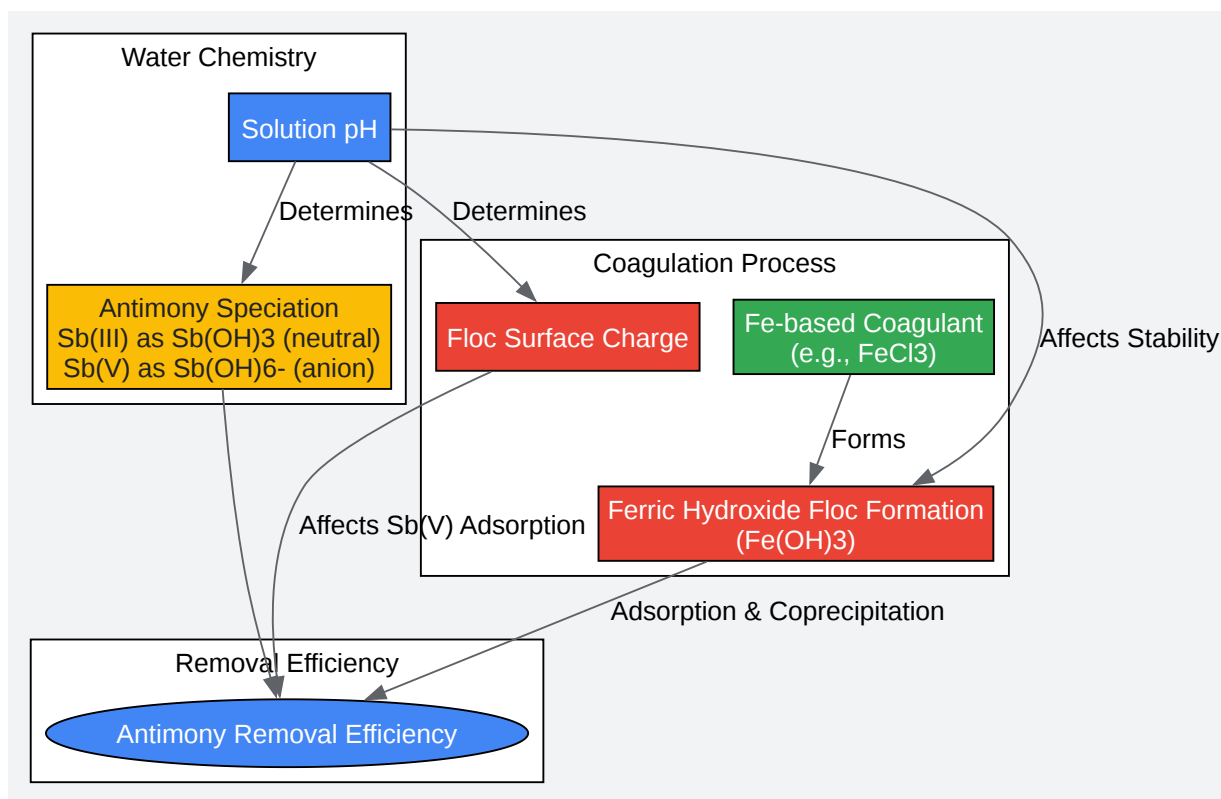 Water Chemistry
Solution pH
Determines
Determines
Coagulation Process
Antimony Speciation
Sb(III) as Sb(OH)3 (neutral)
Sb(V) as Sb(OH)6- (anion)
Floc Surface Charge
Fe-based Coagulant
(e.g., FeCl3)
Affects Stability
Forms
Affects Sb(V) Adsorption
Ferric Hydroxide Floc Formation
(Fe(OH)3)
Adsorption & Coprecipitation
Removal Efficiency
Antimony Removal Efficiency